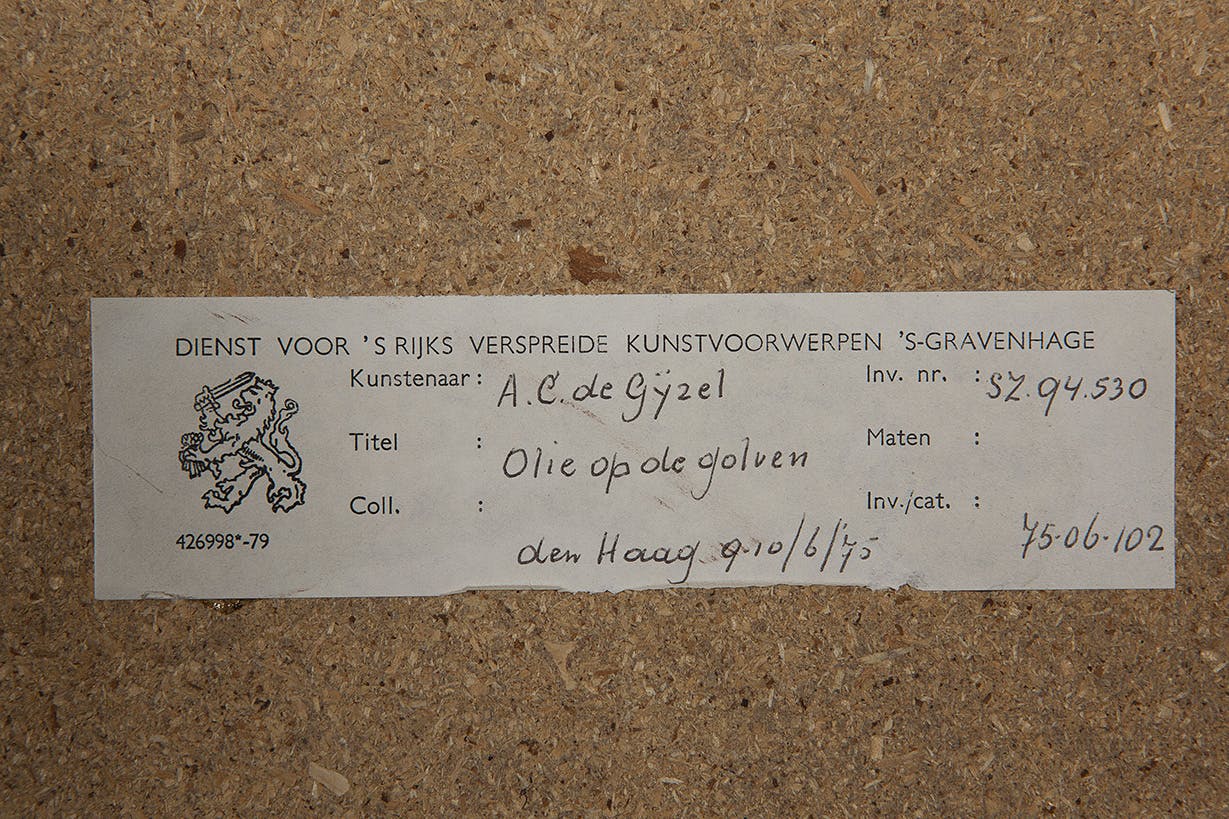 DIENST VOOR 'S RIJKS VERSPREIDE KUNSTVOORWERPEN 'S-GRAVENHAGE
Kunstenaar : A.C. de Gijzel Inv. nr. : SZ.94.530
Titel : Olie op de golven Maten :
Coll. : Inv./cat. :
426998*-79 den Haag 9-10/6/'75 75-06-102